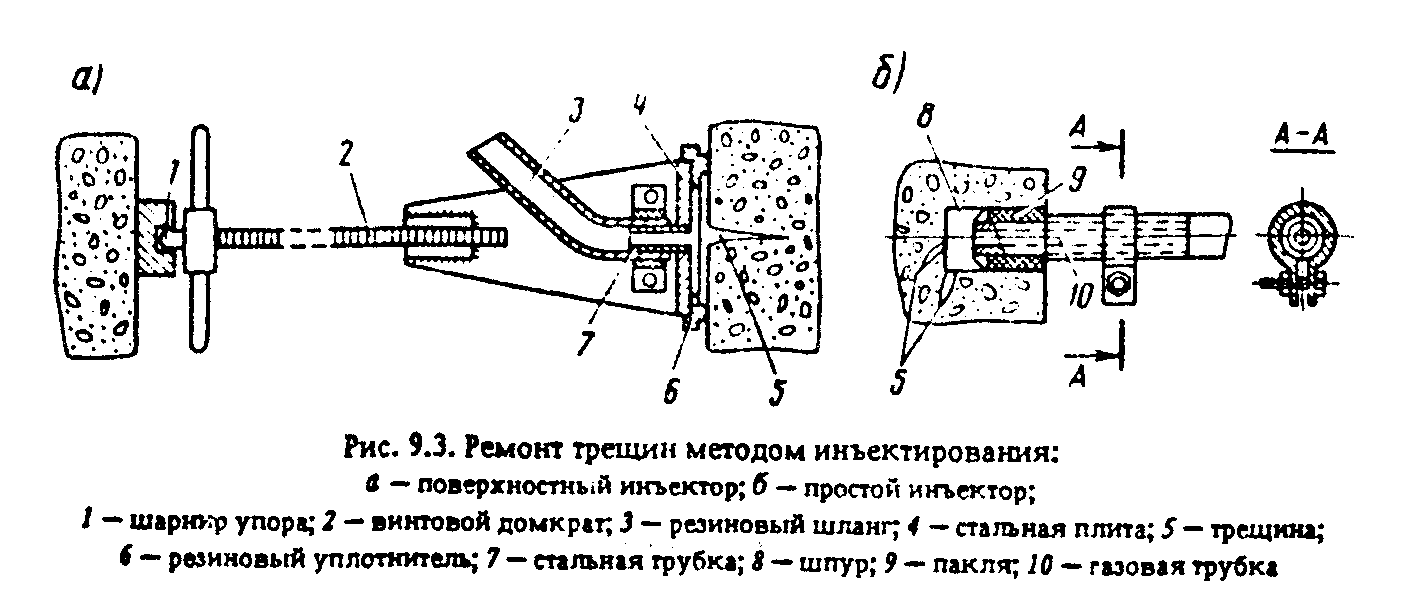 а)
б)
1
2
3
4
7
6
5
8
9
10
5
А
А
А–А
Рис. 9.3. Ремонт трещин методом инъектирования:
а — поверхностный инъектор; б — простой инъектор;
1 — шарнир упора; 2 — винтовой домкрат; 3 — резиновый шланг; 4 — стальная плита; 5 — трещина;
6 — резиновый уплотнитель; 7 — стальная трубка; 8 — шпур; 9 — пакля; 10 — газовая трубка